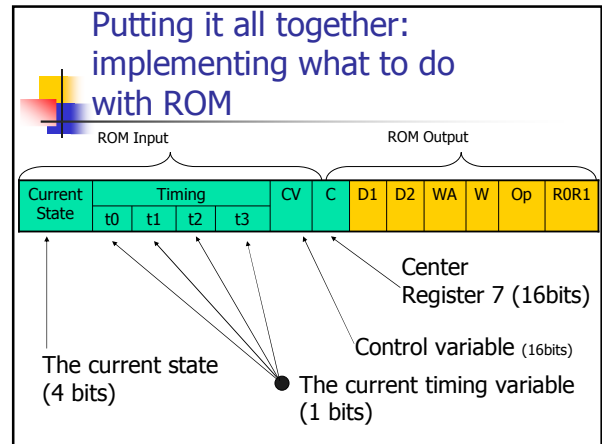 Putting it all together:
implementing what to do
with ROM
ROM Input
ROM Output
Current State Timing CV C D1 D2 WA W Op R0R1
t0 t1 t2 t3
Center
Register 7 (16bits)
Control variable (16bits)
The current state
(4 bits)
The current timing variable
(1 bits)